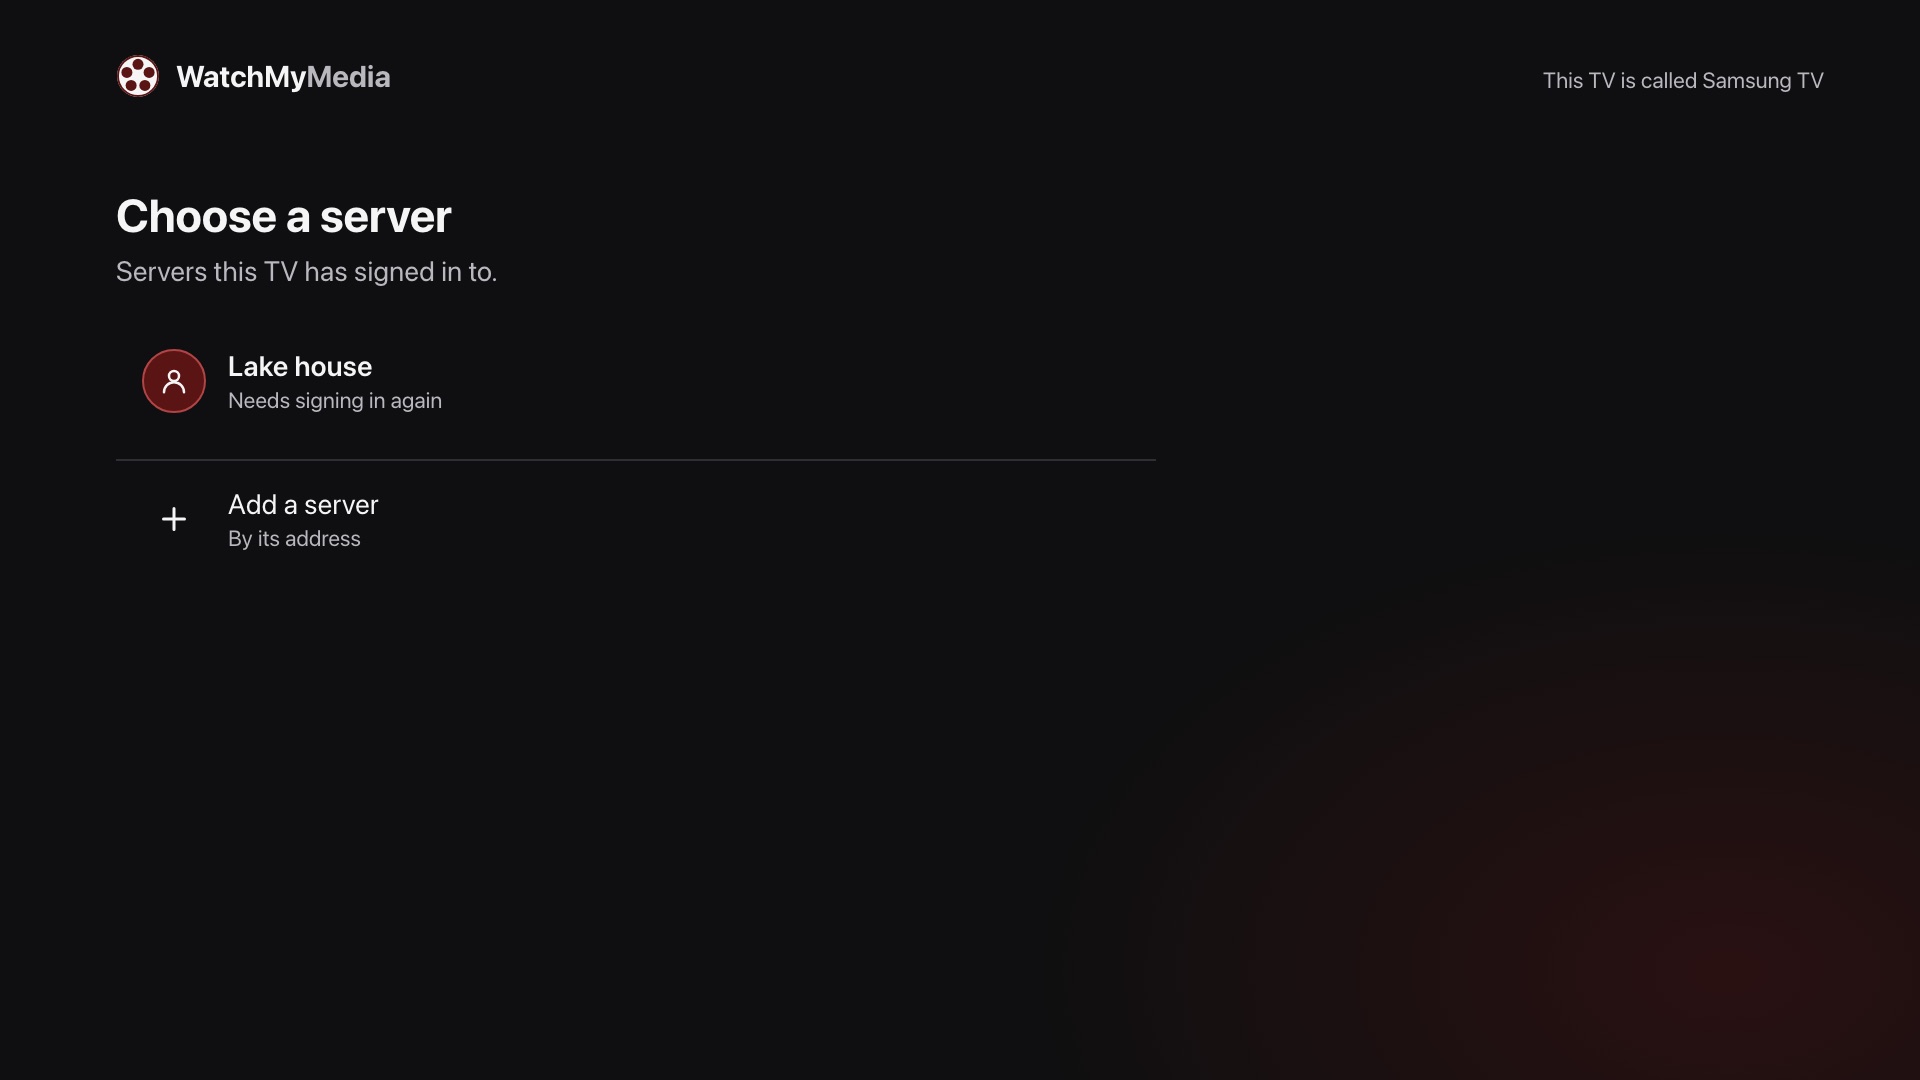 WatchMyMedia
This TV is called Samsung TV
Choose a server
Servers this TV has signed in to.
Lake house
Needs signing in again
Add a server
By its address